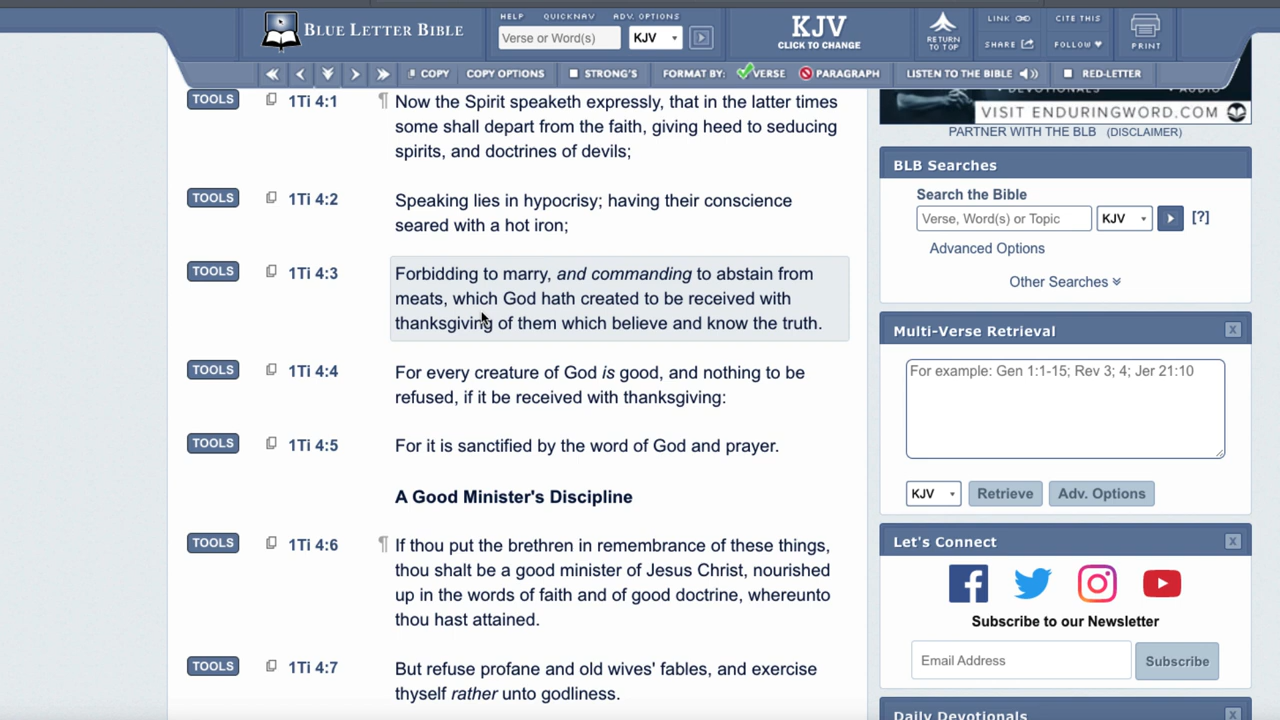 BLUE LETTER BIBLE
HELP QUICKNAV ADV. OPTIONS
Verse or Word(s) KJV
KJV
CLICK TO CHANGE
RETURN
TO TOP
LINK
SHARE
CITE THIS
FOLLOW
PRINT
COPY COPY OPTIONS STRONG'S FORMAT BY: VERSE PARAGRAPH LISTEN TO THE BIBLE RED-LETTER
TOOLS 1Ti 4:1 ¶ Now the Spirit speaketh expressly, that in the latter times
some shall depart from the faith, giving heed to seducing
spirits, and doctrines of devils;
TOOLS 1Ti 4:2 Speaking lies in hypocrisy; having their conscience
seared with a hot iron;
TOOLS 1Ti 4:3 Forbidding to marry, and commanding to abstain from
meats, which God hath created to be received with
thanksgiving of them which believe and know the truth.
TOOLS 1Ti 4:4 For every creature of God is good, and nothing to be
refused, if it be received with thanksgiving:
TOOLS 1Ti 4:5 For it is sanctified by the word of God and prayer.
A Good Minister's Discipline
TOOLS 1Ti 4:6 ¶ If thou put the brethren in remembrance of these things,
thou shalt be a good minister of Jesus Christ, nourished
up in the words of faith and of good doctrine, whereunto
thou hast attained.
TOOLS 1Ti 4:7 But refuse profane and old wives' fables, and exercise
thyself rather unto godliness.
VISIT ENDURINGWORD.COM
PARTNER WITH THE BLB (DISCLAIMER)
BLB Searches
Search the Bible
Verse, Word(s) or Topic KJV [?]
Advanced Options
Other Searches
Multi-Verse Retrieval X
For example: Gen 1:1-15; Rev 3; 4; Jer 21:10
KJV Retrieve Adv. Options
Let's Connect X
Subscribe to our Newsletter
Email Address Subscribe
Daily Devotionals X